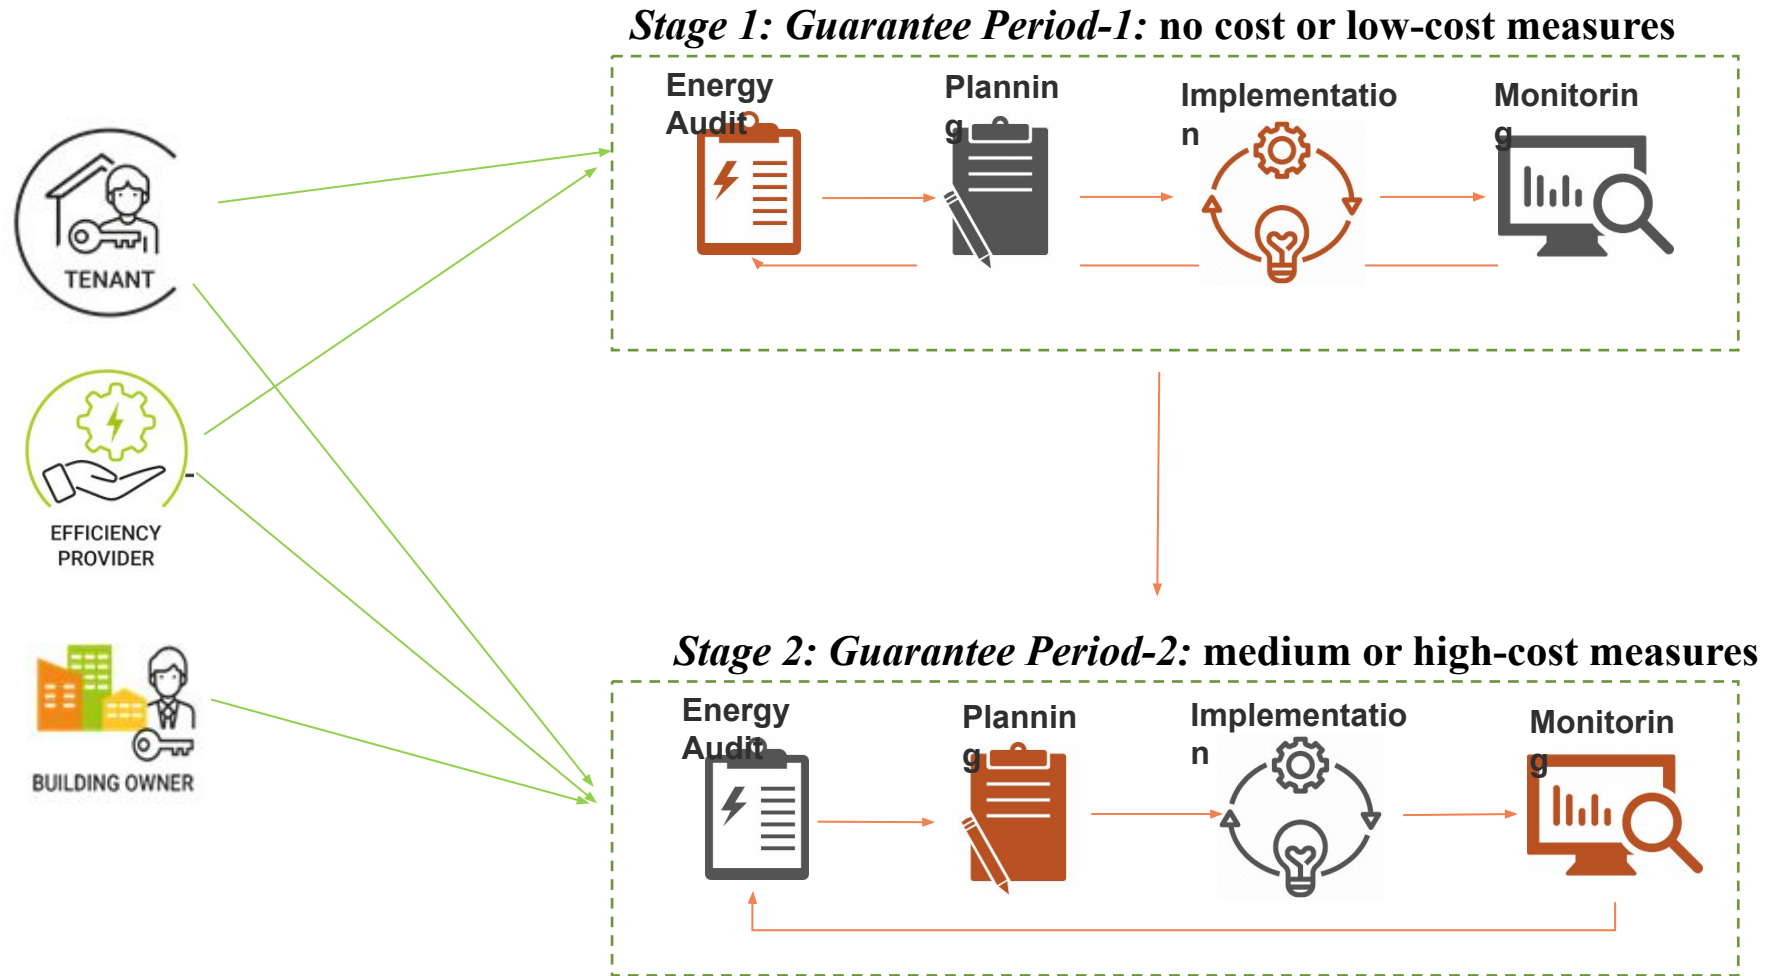 Stage 1: Guarantee Period-1: no cost or low-cost measures
Energy
Audit
Plannin
g
Implementatio
n
Monitorin
g
TENANT
EFFICIENCY
PROVIDER
BUILDING OWNER
Stage 2: Guarantee Period-2: medium or high-cost measures
Energy
Audit
Plannin
g
Implementatio
n
Monitorin
g